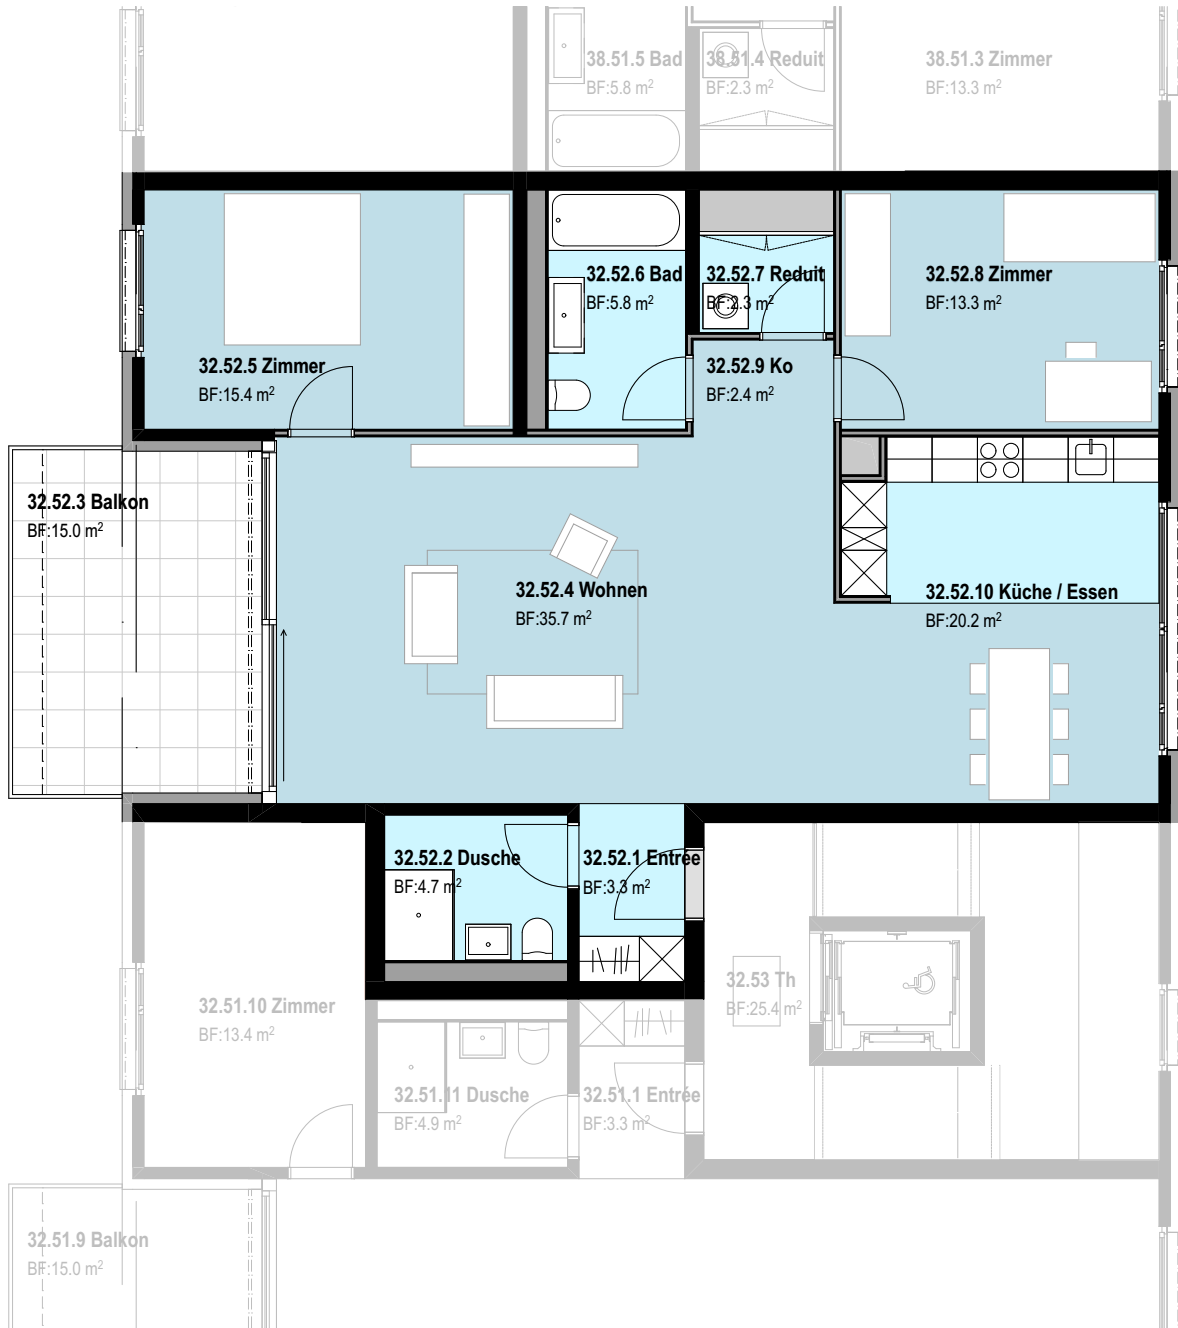 38.51.5 Bad
BF:5.8 m²
38.51.4 Reduit
BF:2.3 m²
38.51.3 Zimmer
BF:13.3 m²
32.52.6 Bad
BF:5.8 m²
32.52.7 Reduit
BF:2.3 m²
32.52.8 Zimmer
BF:13.3 m²
32.52.5 Zimmer
BF:15.4 m²
32.52.9 Ko
BF:2.4 m²
32.52.3 Balkon
BF:15.0 m²
32.52.4 Wohnen
BF:35.7 m²
32.52.10 Küche / Essen
BF:20.2 m²
32.52.2 Dusche
BF:4.7 m²
32.52.1 Entrée
BF:3.3 m²
32.51.10 Zimmer
BF:13.4 m²
32.53 Th
BF:25.4 m²
32.51.11 Dusche
BF:4.9 m²
32.51.1 Entrée
BF:3.3 m²
32.51.9 Balkon
BF:15.0 m²